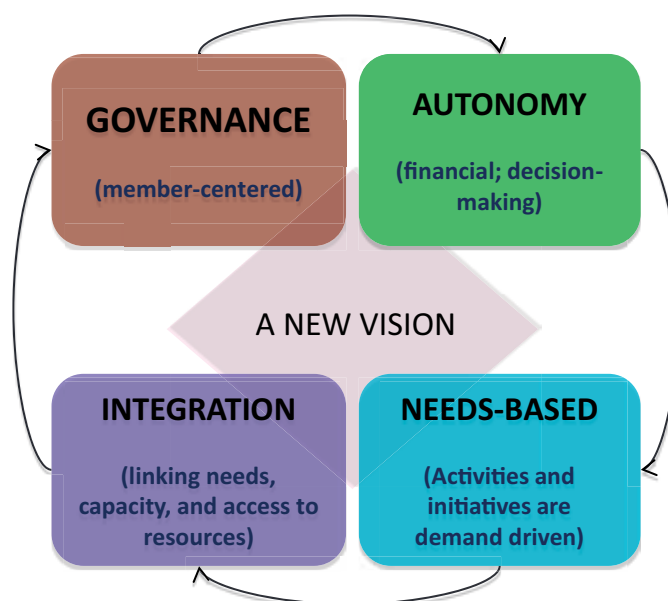 GOVERNANCE
(member-centered)
AUTONOMY
(financial; decision-
making)
A NEW VISION
INTEGRATION
(linking needs,
capacity, and access to
resources)
NEEDS-BASED
(Activities and
initiatives are
demand driven)